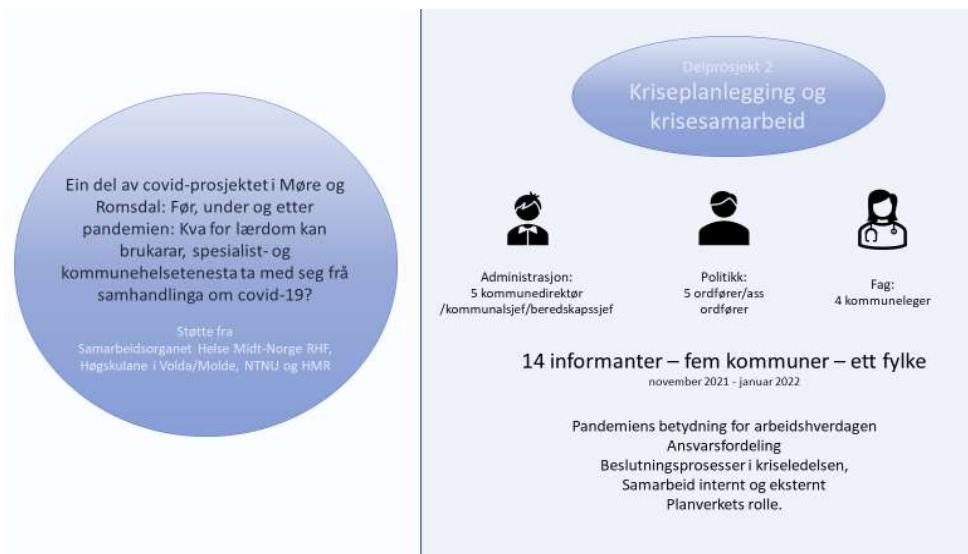 Ein del av covid-prosjektet i Møre og
Romsdal: Før, under og etter
pandemien: Kva for lærdom kan
brukarar, spesialist- og
kommunehelsetenesta ta med seg frå
samhandlinga om covid-19?
Støtte fra
Samarbeidsorganet Helse Midt-Norge RHF,
Høgskulane i Volda/Molde, NTNU og HMR
Delprosjekt 2
Kriseplanlegging og
krisesamarbeid
Administrasjon:
5 kommunedirektør
/kommunalsjef/beredskapssjef
Politikk:
5 ordfører/ass
ordfører
Fag:
4 kommuneleger
14 informanter – fem kommuner – ett fylke
november 2021 - januar 2022
Pandemiens betydning for arbeidshverdagen
Ansvarsfordeling
Beslutningsprosesser i kriseledelsen,
Samarbeid internt og eksternt
Planverkets rolle.